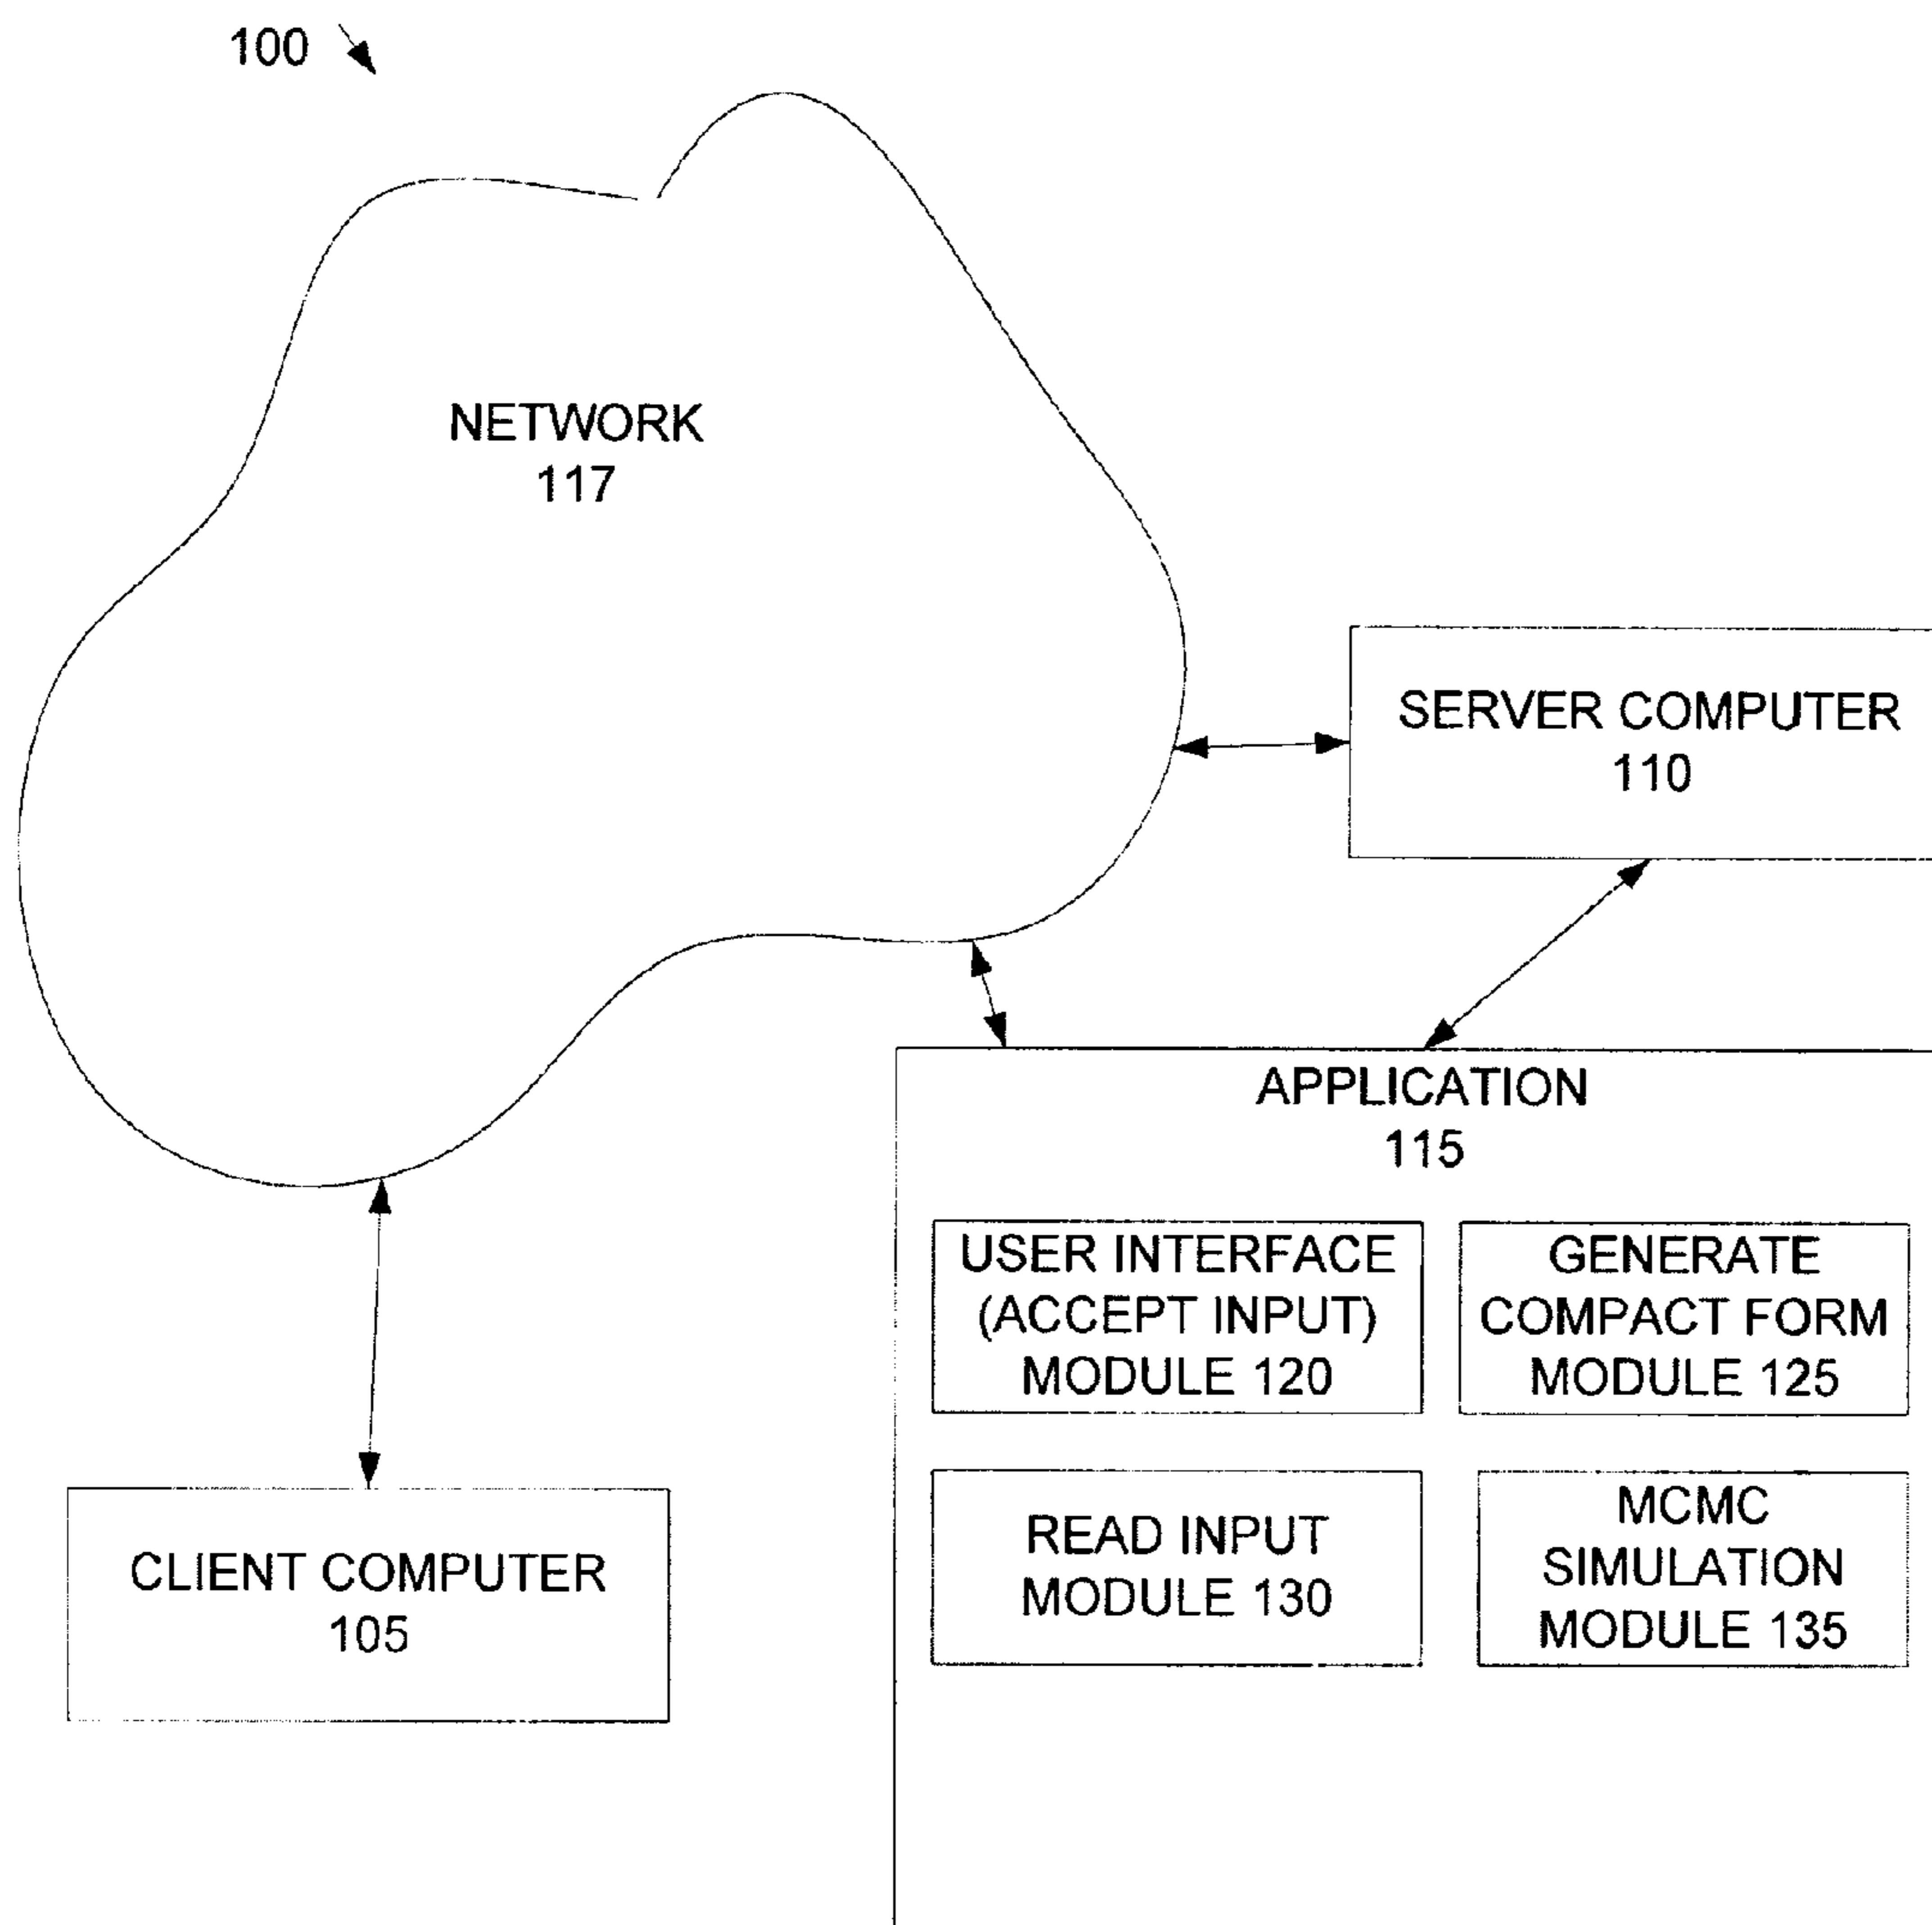 100
NETWORK
117
SERVER COMPUTER
110
APPLICATION
115
USER INTERFACE
(ACCEPT INPUT)
MODULE 120
GENERATE
COMPACT FORM
MODULE 125
READ INPUT
MODULE 130
MCMC
SIMULATION
MODULE 135
CLIENT COMPUTER
105